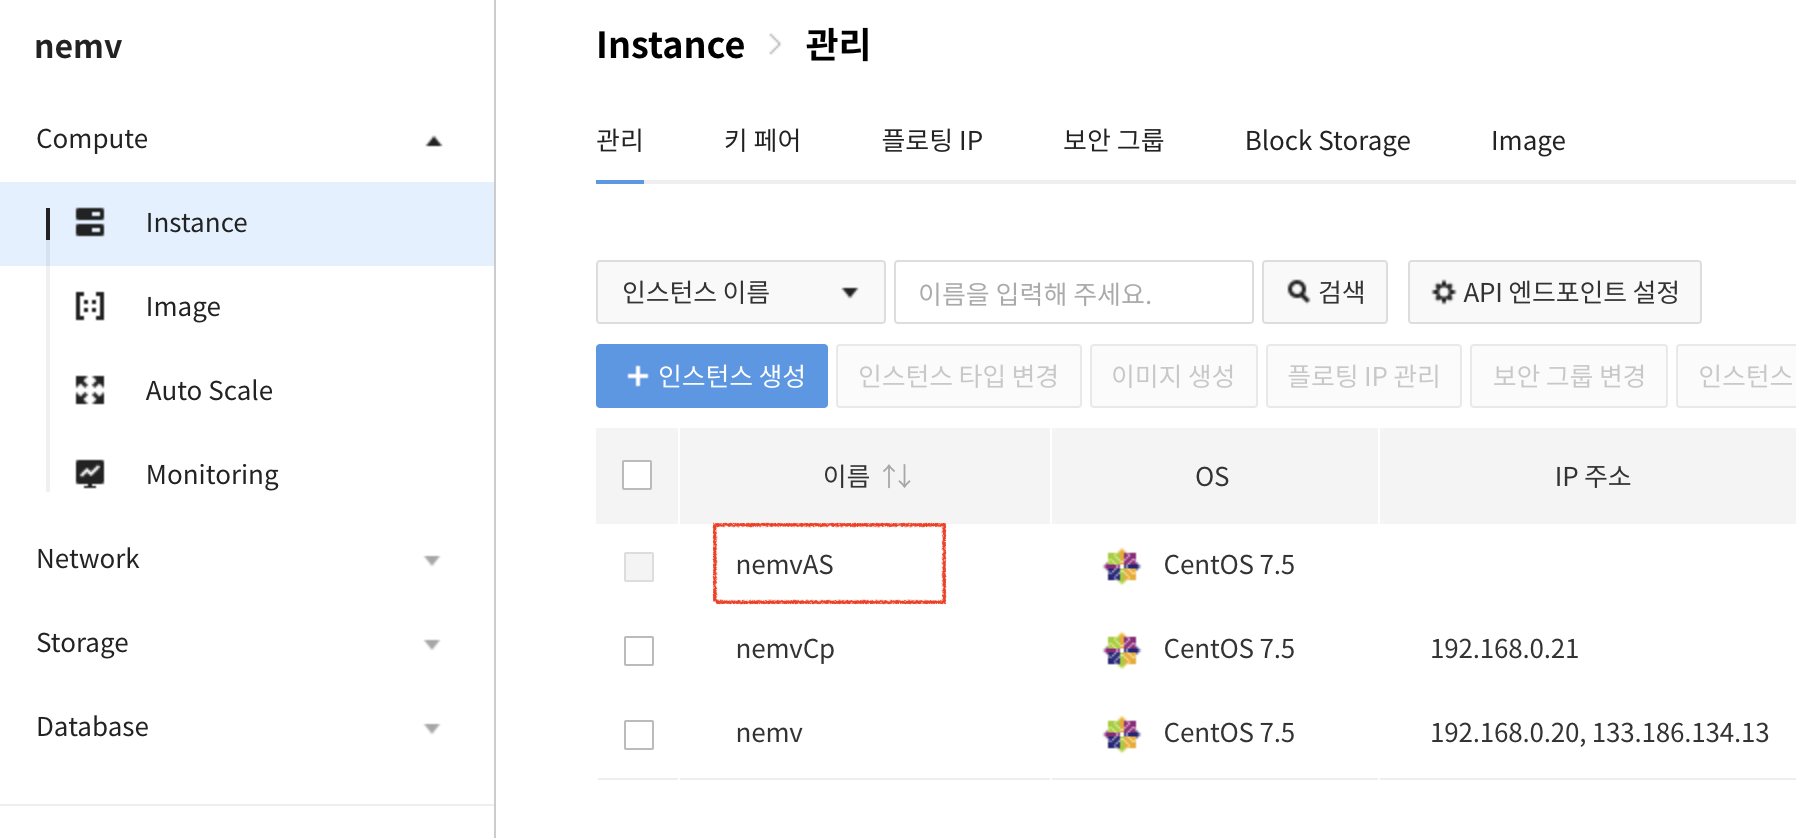 nemv
Compute
Instance
Image
Auto Scale
Monitoring
Network
Storage
Database
Instance > 관리
관리 키 페어 플로팅 IP 보안 그룹 Block Storage Image
인스턴스 이름 이름을 입력해 주세요. 검색 API 엔드포인트 설정
+ 인스턴스 생성 인스턴스 타입 변경 이미지 생성 플로팅 IP 관리 보안 그룹 변경 인스턴스
이름 ↑↓ OS IP 주소
nemvAS CentOS 7.5
nemvCp CentOS 7.5 192.168.0.21
nemv CentOS 7.5 192.168.0.20, 133.186.134.13